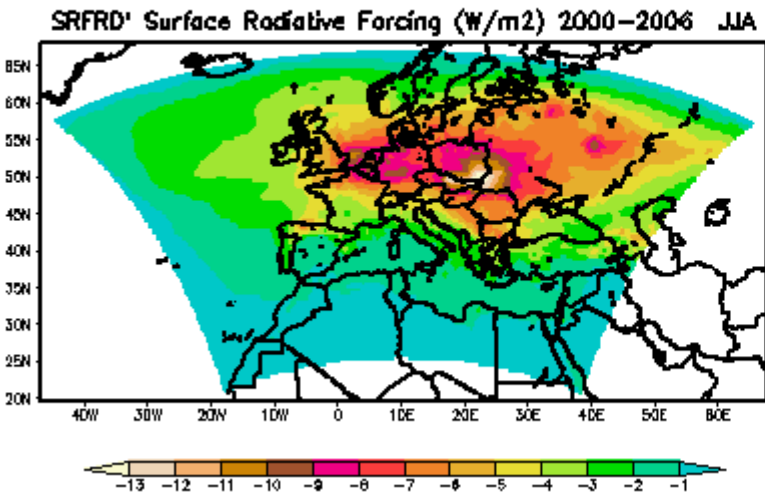 SRFRD' Surface Radiative Forcing (W/m2) 2000-2006 JJA
65N
60N
55N
50N
45N
40N
35N
30N
25N
20N
40W 30W 20W 10W 0 10E 20E 30E 40E 50E 60E
-13 -12 -11 -10 -9 -8 -7 -6 -5 -4 -3 -2 -1